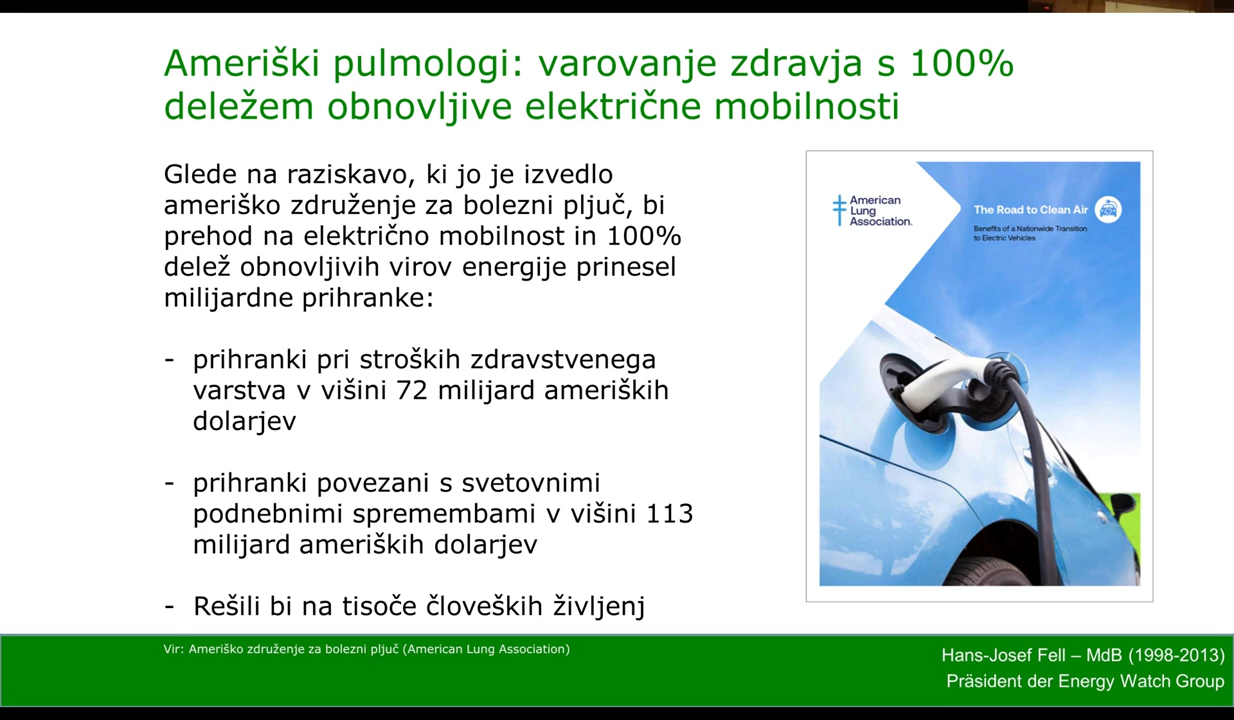 Ameriški pulmologi: varovanje zdravja s 100%
deležem obnovljive električne mobilnosti
Glede na raziskavo, ki jo je izvedlo
ameriško združenje za bolezni pljuč, bi
prehod na električno mobilnost in 100%
delež obnovljivih virov energije prinesel
milijardne prihranke:
- prihranki pri stroških zdravstvenega
varstva v višini 72 milijard ameriških
dolarjev
- prihranki povezani s svetovnimi
podnebnimi spremembami v višini 113
milijard ameriških dolarjev
- Rešili bi na tisoče človeških življenj
American
Lung
Association.
The Road to Clean Air
Benefits of a Nationwide Transition
to Electric Vehicles
Vir: Ameriško združenje za bolezni pljuč (American Lung Association)
Hans-Josef Fell – MdB (1998-2013)
Präsident der Energy Watch Group